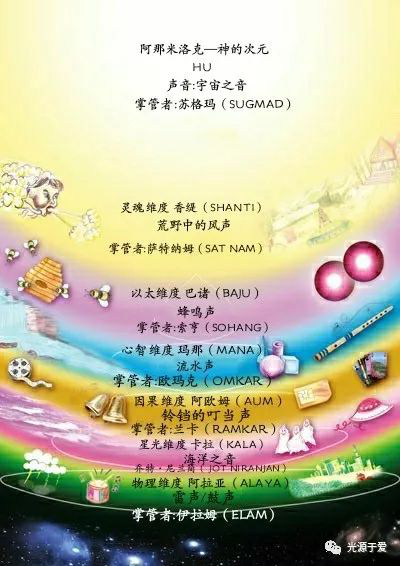 阿那米洛克—神的次元
HU
声音:宇宙之音
掌管者:苏格玛（SUGMAD）
灵魂维度 香缇（SHANTI）
荒野中的风声
掌管者:萨特纳姆（SAT NAM）
以太维度 巴诸（BAJU）
蜂鸣声
掌管者:索亨（SOHANG）
心智维度 玛那（MANA）
流水声
掌管者:欧玛克（OMKAR）
因果维度 阿欧姆（AUM）
铃铛的叮当声
掌管者:兰卡（RAMKAR）
星光维度 卡拉（KALA）
海洋之音
乔特·尼兰简（JOT NIRANJAN）
物理维度 阿拉亚（ALAYA）
雷声/鼓声
掌管者:伊拉姆（ELAM）
光源于爱